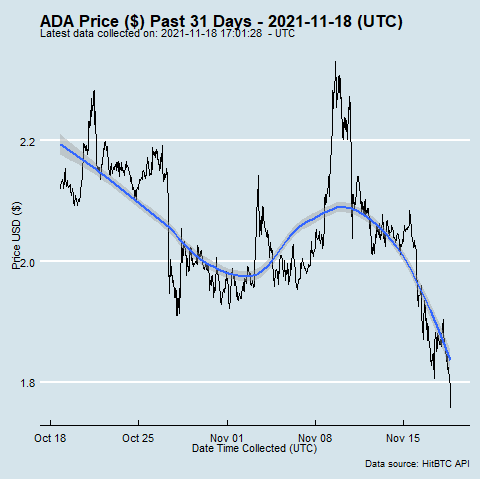 ADA Price ($) Past 31 Days - 2021-11-18 (UTC)
Latest data collected on: 2021-11-18 17:01:28 - UTC
2.2
2.0
1.8
Price USD ($)
Oct 18 Oct 25 Nov 01 Nov 08 Nov 15
Date Time Collected (UTC)
Data source: HitBTC API